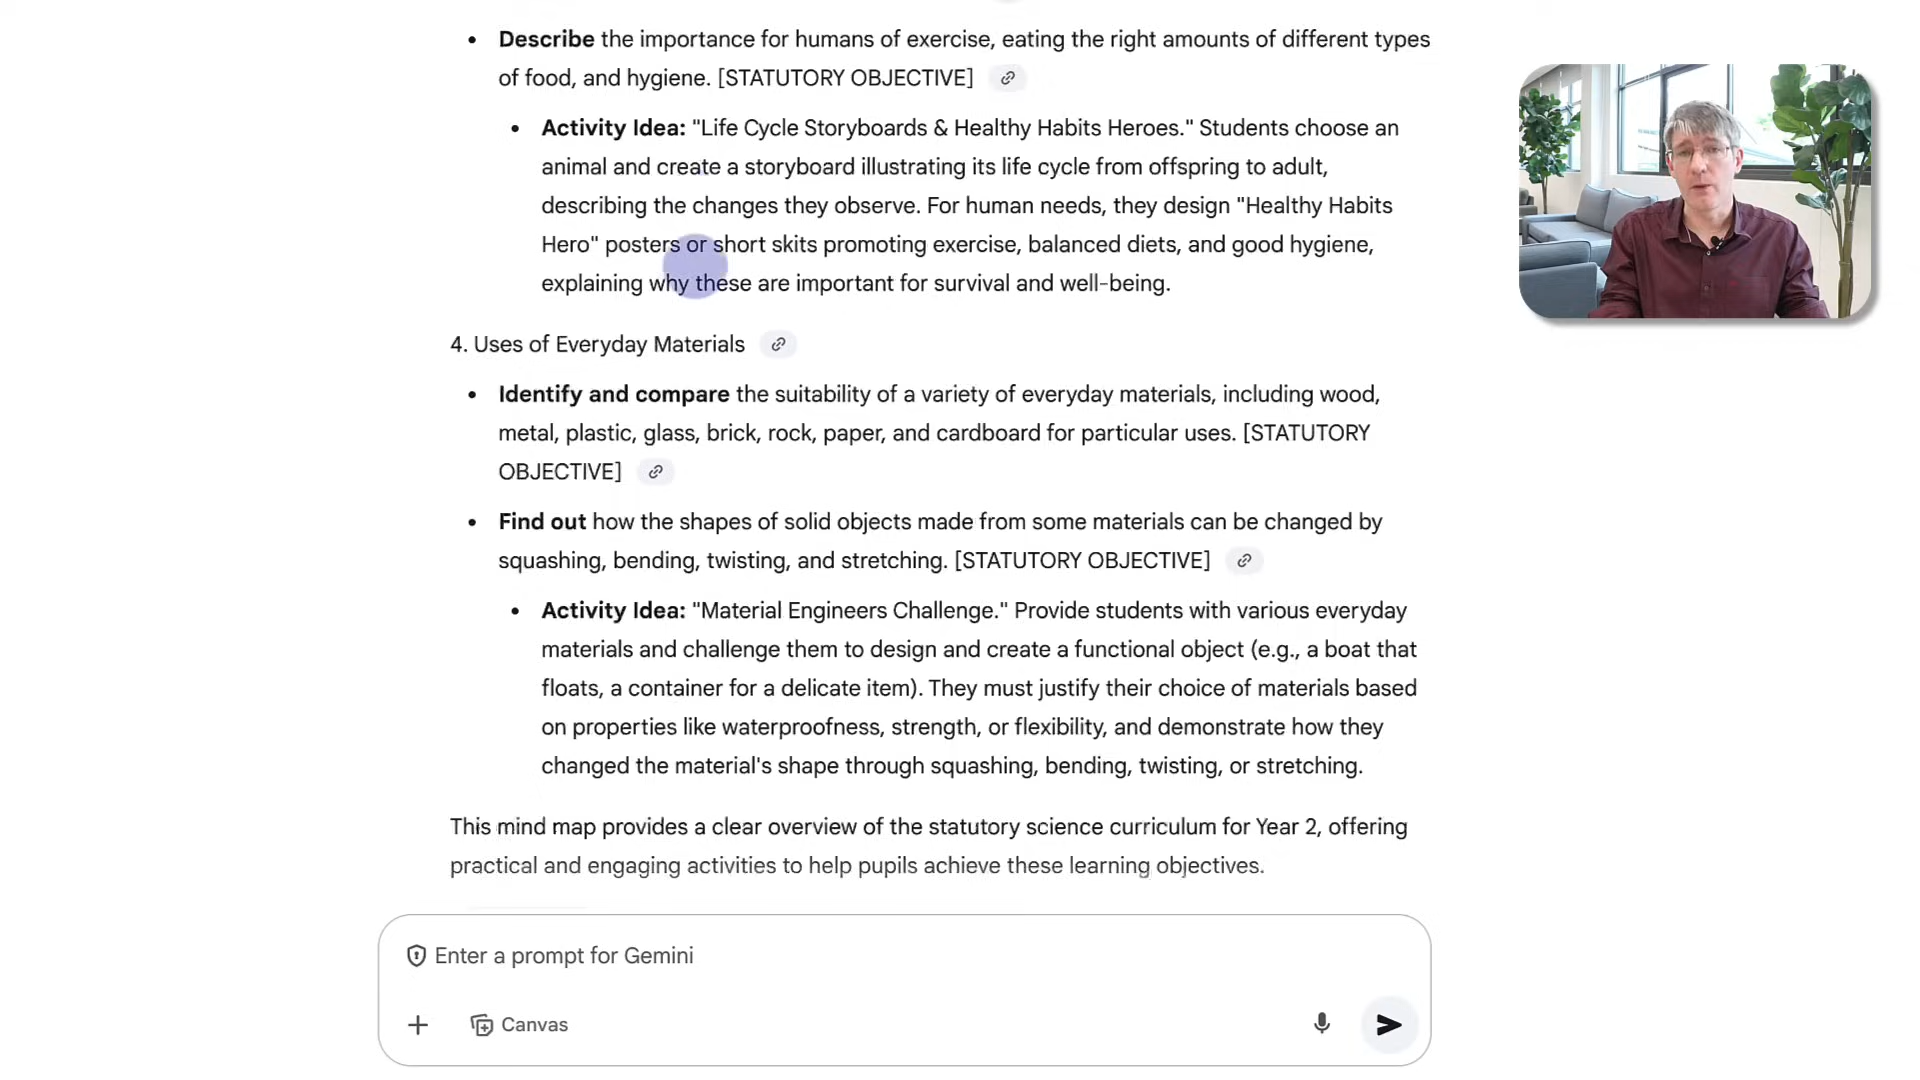 • Describe the importance for humans of exercise, eating the right amounts of different types
of food, and hygiene. [STATUTORY OBJECTIVE]
• Activity Idea: "Life Cycle Storyboards & Healthy Habits Heroes." Students choose an
animal and create a storyboard illustrating its life cycle from offspring to adult,
describing the changes they observe. For human needs, they design "Healthy Habits
Hero" posters or short skits promoting exercise, balanced diets, and good hygiene,
explaining why these are important for survival and well-being.
4. Uses of Everyday Materials
• Identify and compare the suitability of a variety of everyday materials, including wood,
metal, plastic, glass, brick, rock, paper, and cardboard for particular uses. [STATUTORY
OBJECTIVE]
• Find out how the shapes of solid objects made from some materials can be changed by
squashing, bending, twisting, and stretching. [STATUTORY OBJECTIVE]
• Activity Idea: "Material Engineers Challenge." Provide students with various everyday
materials and challenge them to design and create a functional object (e.g., a boat that
floats, a container for a delicate item). They must justify their choice of materials based
on properties like waterproofness, strength, or flexibility, and demonstrate how they
changed the material's shape through squashing, bending, twisting, or stretching.
This mind map provides a clear overview of the statutory science curriculum for Year 2, offering
practical and engaging activities to help pupils achieve these learning objectives.
Enter a prompt for Gemini
Canvas